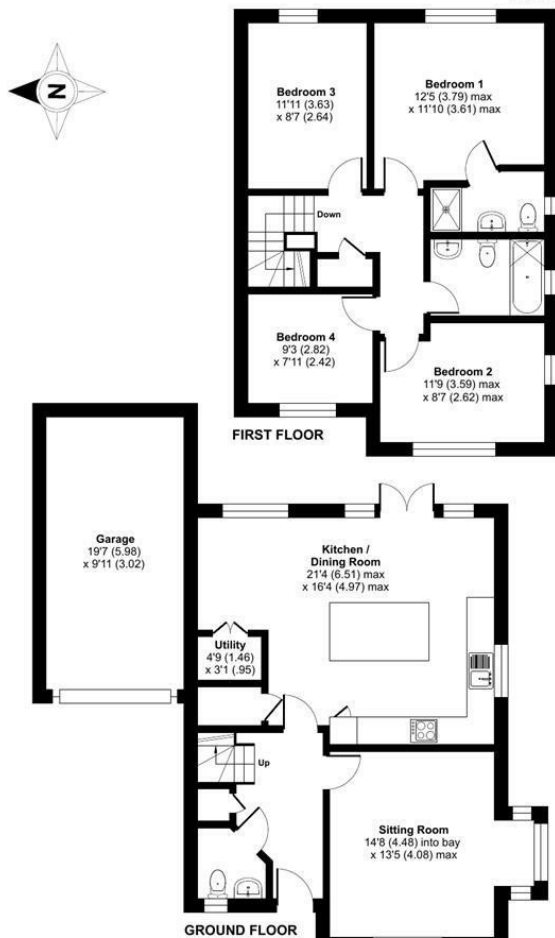 N
Bedroom 3
11'11 (3.63)
x 8'7 (2.64)
Bedroom 1
12'5 (3.79) max
x 11'10 (3.61) max
Down
Bedroom 4
9'3 (2.82)
x 7'11 (2.42)
Bedroom 2
11'9 (3.59) max
x 8'7 (2.62) max
FIRST FLOOR
Garage
19'7 (5.98)
x 9'11 (3.02)
Kitchen /
Dining Room
21'4 (6.51) max
x 16'4 (4.97) max
Utility
4'9 (1.46)
x 3'1 (.95)
Up
Sitting Room
14'8 (4.48) into bay
x 13'5 (4.08) max
GROUND FLOOR